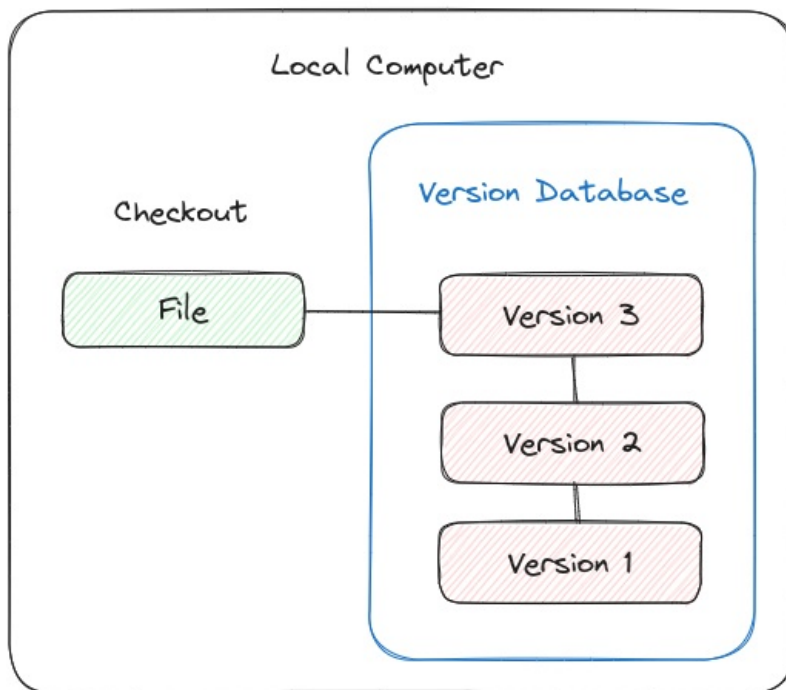 Local Computer
Version Database
Checkout
File
Version 3
Version 2
Version 1